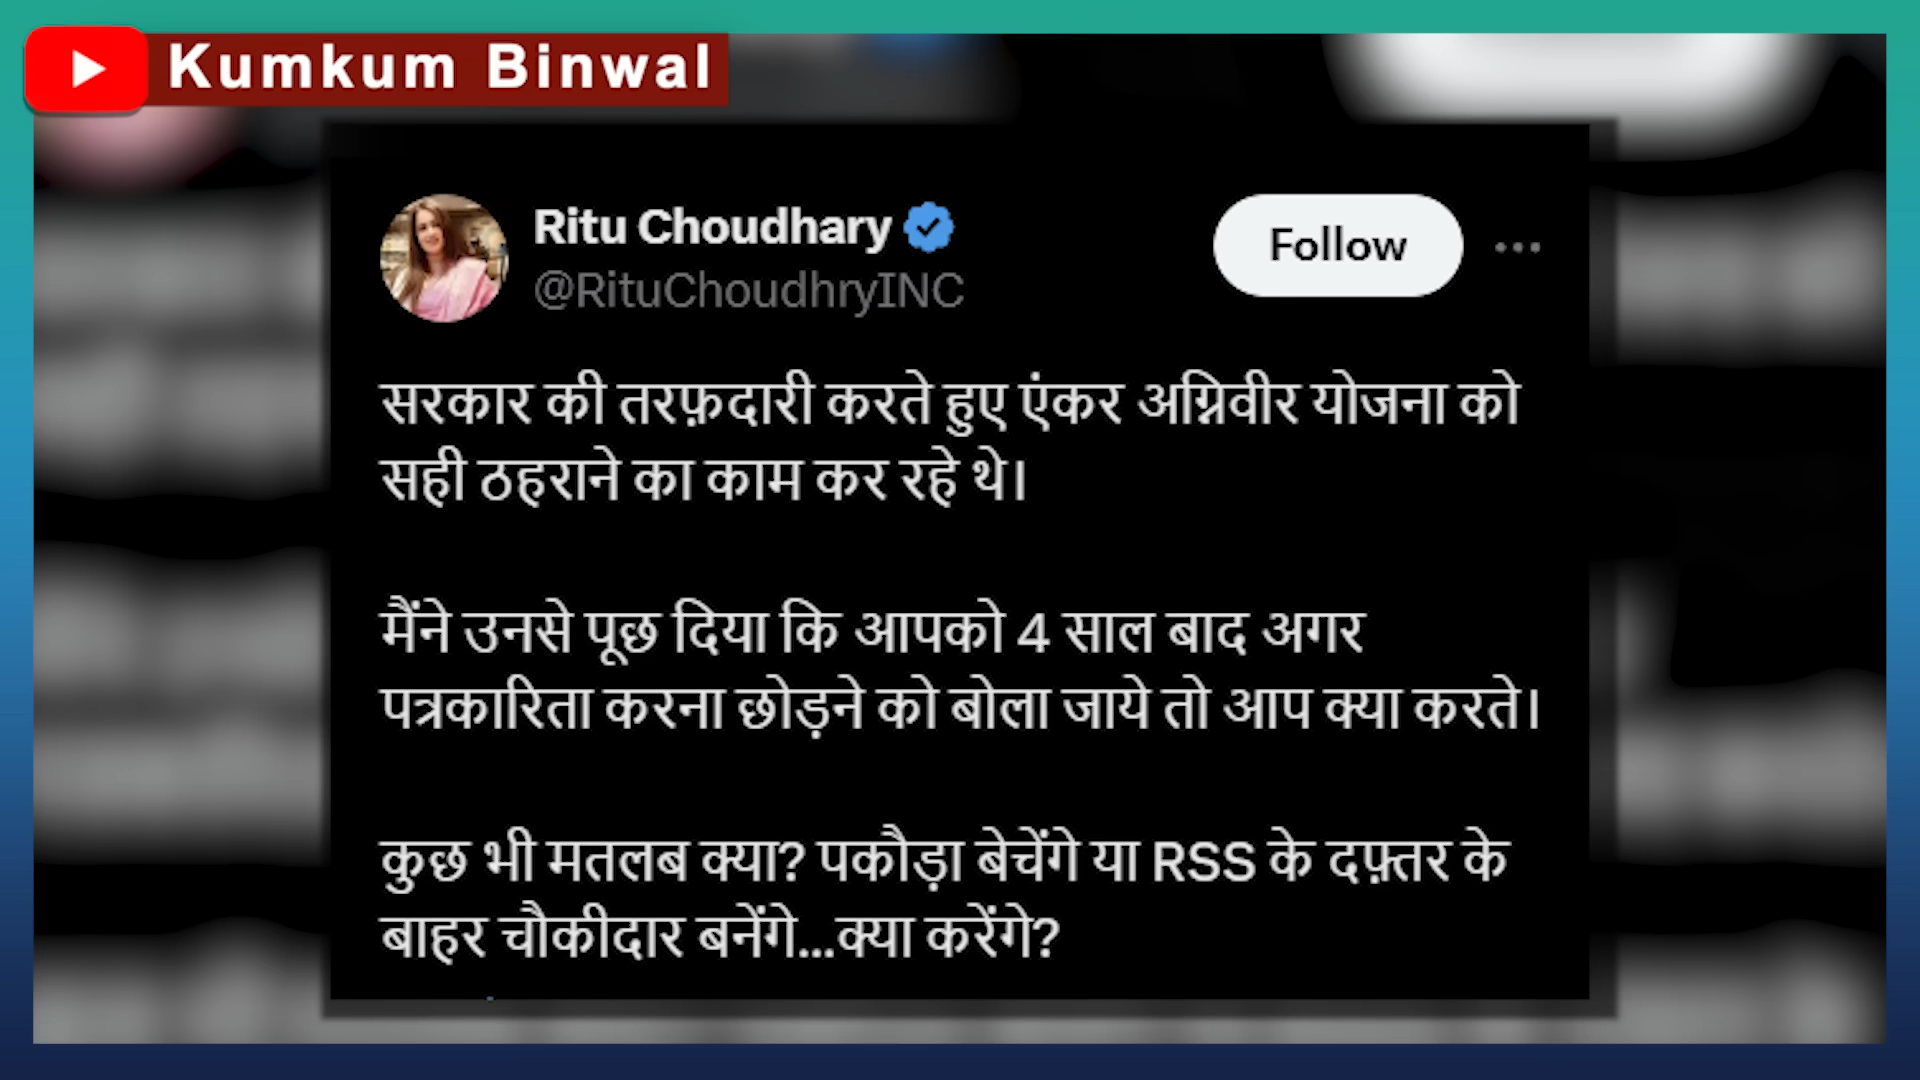 Kumkum Binwal
Ritu Choudhary
@RituChoudhryINC
Follow
सरकार की तरफ़दारी करते हुए एंकर अग्निवीर योजना को
सही ठहराने का काम कर रहे थे।
मैंने उनसे पूछ दिया कि आपको 4 साल बाद अगर
पत्रकारिता करना छोड़ने को बोला जाये तो आप क्या करते।
कुछ भी मतलब क्या? पकौड़ा बेचेंगे या RSS के दफ़्तर के
बाहर चौकीदार बनेंगे...क्या करेंगे?